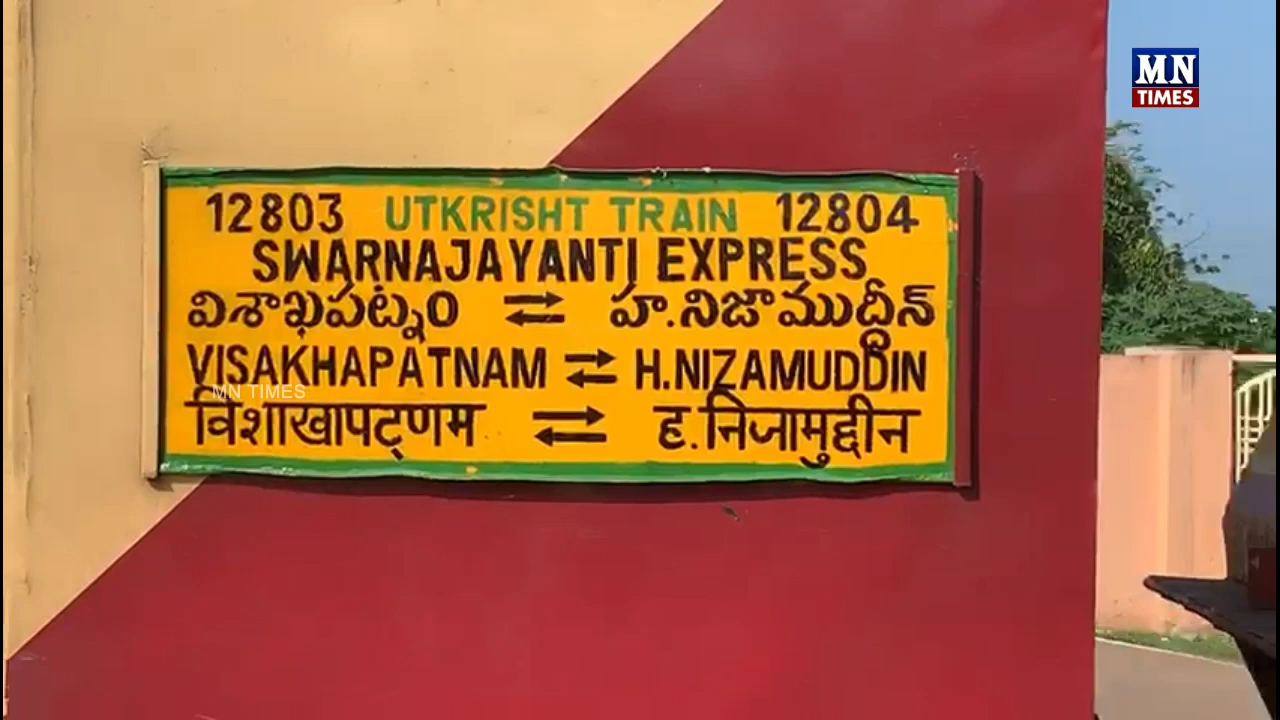 MN
TIMES
12803 UTKRISHT TRAIN 12804
SWARNAJAYANTI EXPRESS
విశాఖపట్నం ⇄ హ.నిజాముద్దీన్
VISAKHAPATNAM ⇄ H.NIZAMUDDIN
MN TIMES
विशाखापट्णम ⇄ ह.निजामुद्दीन